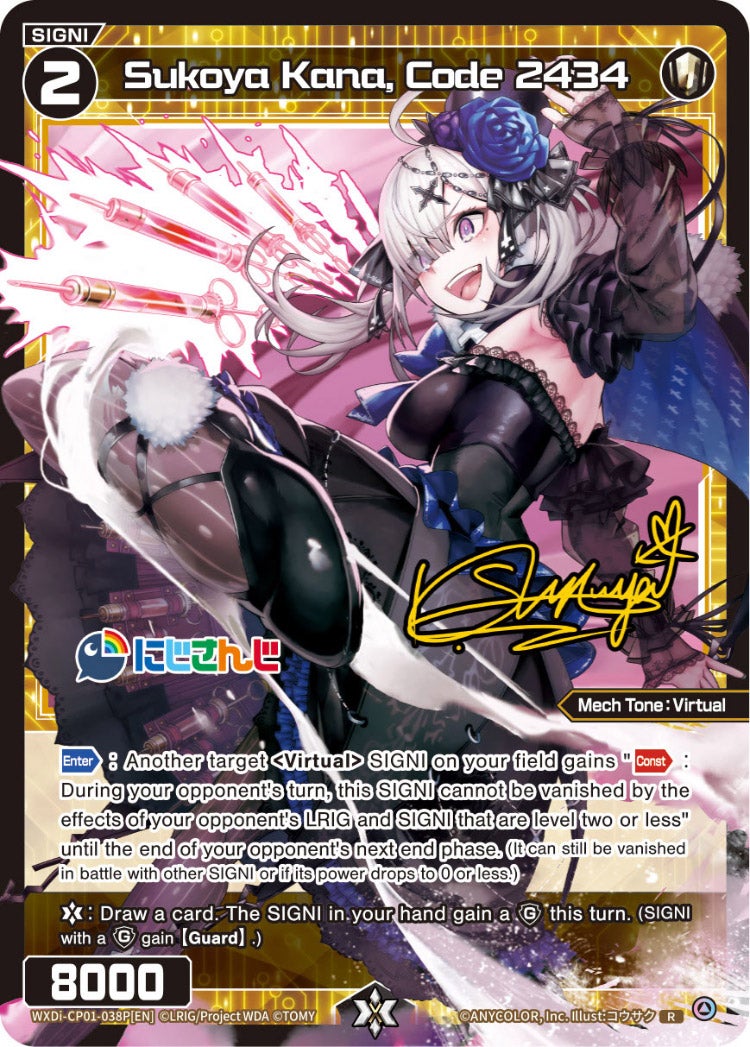 SIGNI
2 Sukoya Kana, Code 2434
にじさんじ
Mech Tone:Virtual
Enter : Another target <Virtual> SIGNI on your field gains "Const :
During your opponent's turn, this SIGNI cannot be vanished by the
effects of your opponent's LRIG and SIGNI that are level two or less"
until the end of your opponent's next end phase. (It can still be vanished
in battle with other SIGNI or if its power drops to 0 or less.)
: Draw a card. The SIGNI in your hand gain a G this turn. (SIGNI
with a G gain【Guard】.)
8000
WXDi-CP01-038P[EN] ©LRIG/Project WDA ©TOMY
©ANYCOLOR, Inc. Illust:コウサク R